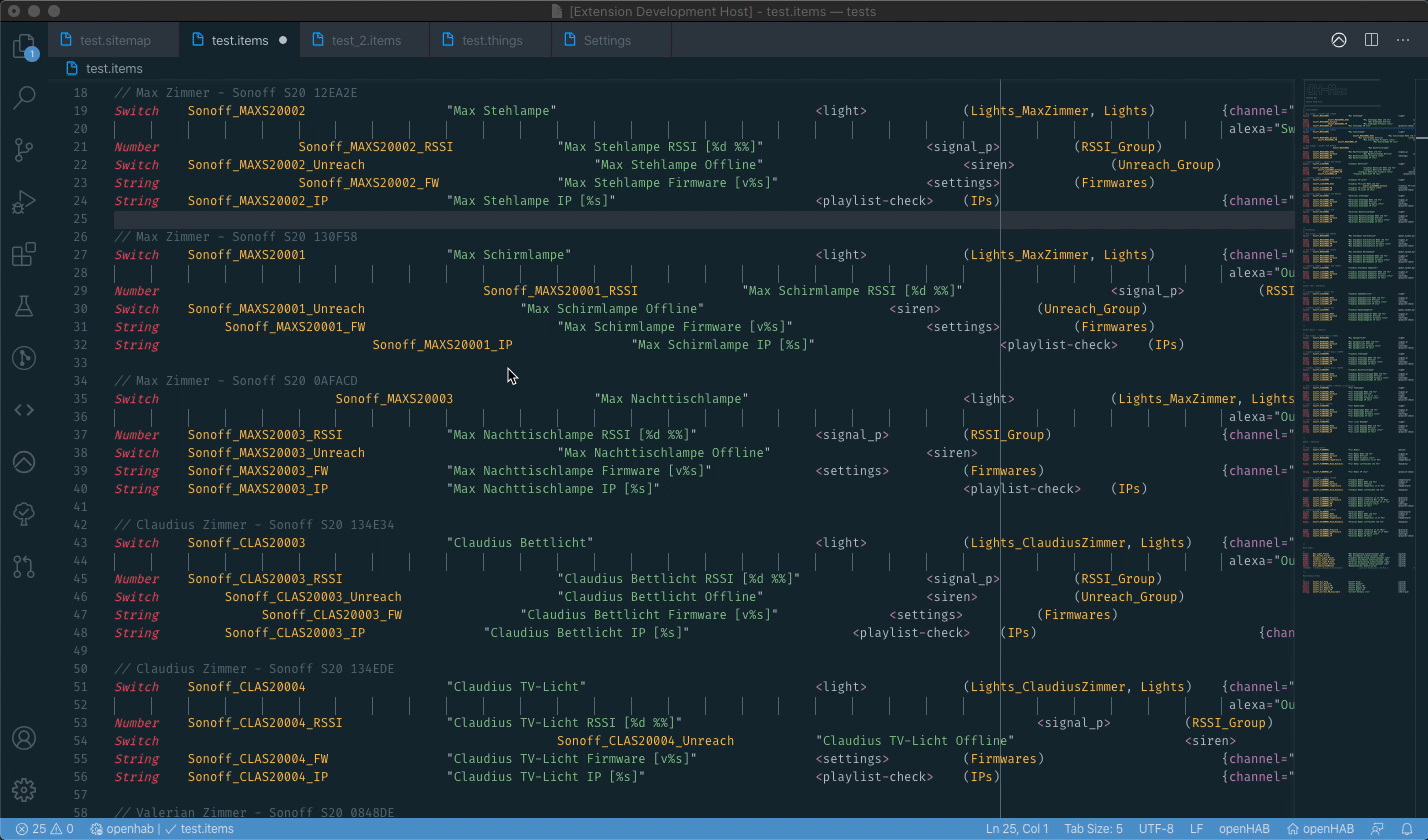 [Extension Development Host] - test.items — tests
test.sitemap test.items test_2.items test.things Settings
1
test.items
18 // Max Zimmer - Sonoff S20 12EA2E
19 Switch Sonoff_MAXS20002 "Max Stehlampe" <light> (Lights_MaxZimmer, Lights) {channel="
20 alexa="Sw
21 Number Sonoff_MAXS20002_RSSI "Max Stehlampe RSSI [%d %%]" <signal_p> (RSSI_Group)
22 Switch Sonoff_MAXS20002_Unreach "Max Stehlampe Offline" <siren> (Unreach_Group)
23 String Sonoff_MAXS20002_FW "Max Stehlampe Firmware [v%s]" <settings> (Firmwares)
24 String Sonoff_MAXS20002_IP "Max Stehlampe IP [%s]" <playlist-check> (IPs) {channel="
25
26 // Max Zimmer - Sonoff S20 130F58
27 Switch Sonoff_MAXS20001 "Max Schirmlampe" <light> (Lights_MaxZimmer, Lights) {channel="
28 alexa="Ou
29 Number Sonoff_MAXS20001_RSSI "Max Schirmlampe RSSI [%d %%]" <signal_p> (RSSI
30 Switch Sonoff_MAXS20001_Unreach "Max Schirmlampe Offline" <siren> (Unreach_Group)
31 String Sonoff_MAXS20001_FW "Max Schirmlampe Firmware [v%s]" <settings> (Firmwares)
32 String Sonoff_MAXS20001_IP "Max Schirmlampe IP [%s]" <playlist-check> (IPs)
33
34 // Max Zimmer - Sonoff S20 0AFACD
35 Switch Sonoff_MAXS20003 "Max Nachttischlampe" <light> (Lights_MaxZimmer, Lights
36 alexa="Ou
37 Number Sonoff_MAXS20003_RSSI "Max Nachttischlampe RSSI [%d %%]" <signal_p> (RSSI_Group) {channel="
38 Switch Sonoff_MAXS20003_Unreach "Max Nachttischlampe Offline" <siren>
39 String Sonoff_MAXS20003_FW "Max Nachttischlampe Firmware [v%s]" <settings> (Firmwares) {channel="
40 String Sonoff_MAXS20003_IP "Max Nachttischlampe IP [%s]" <playlist-check> (IPs)
41
42 // Claudius Zimmer - Sonoff S20 134E34
43 Switch Sonoff_CLAS20003 "Claudius Bettlicht" <light> (Lights_ClaudiusZimmer, Lights) {channel="
44 alexa="Ou
45 Number Sonoff_CLAS20003_RSSI "Claudius Bettlicht RSSI [%d %%]" <signal_p> (RSSI_Group)
46 Switch Sonoff_CLAS20003_Unreach "Claudius Bettlicht Offline" <siren> (Unreach_Group)
47 String Sonoff_CLAS20003_FW "Claudius Bettlicht Firmware [v%s]" <settings> (Firmwares)
48 String Sonoff_CLAS20003_IP "Claudius Bettlicht IP [%s]" <playlist-check> (IPs) {chan
49
50 // Claudius Zimmer - Sonoff S20 134EDE
51 Switch Sonoff_CLAS20004 "Claudius TV-Licht" <light> (Lights_ClaudiusZimmer, Lights) {channel="
52 alexa="Ou
53 Number Sonoff_CLAS20004_RSSI "Claudius TV-Licht RSSI [%d %%]" <signal_p> (RSSI_Group)
54 Switch Sonoff_CLAS20004_Unreach "Claudius TV-Licht Offline" <siren>
55 String Sonoff_CLAS20004_FW "Claudius TV-Licht Firmware [v%s]" <settings> (Firmwares) {channel="
56 String Sonoff_CLAS20004_IP "Claudius TV-Licht IP [%s]" <playlist-check> (IPs) {channel="
57
58 // Valerian Zimmer - Sonoff S20 0848DE
25 0 openhab | ✓ test.items Ln 25, Col 1 Tab Size: 5 UTF-8 LF openHAB openHAB